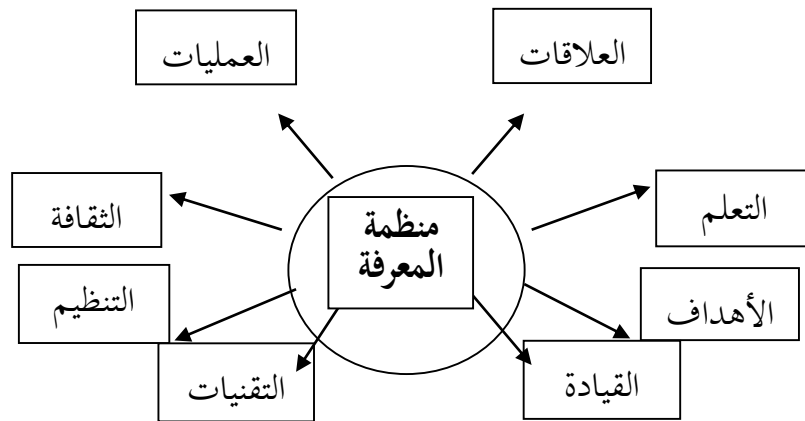 العلاقات
العمليات
التعلم
الثقافة
منظمة
المعرفة
الأهداف
التنظيم
القيادة
التقنيات